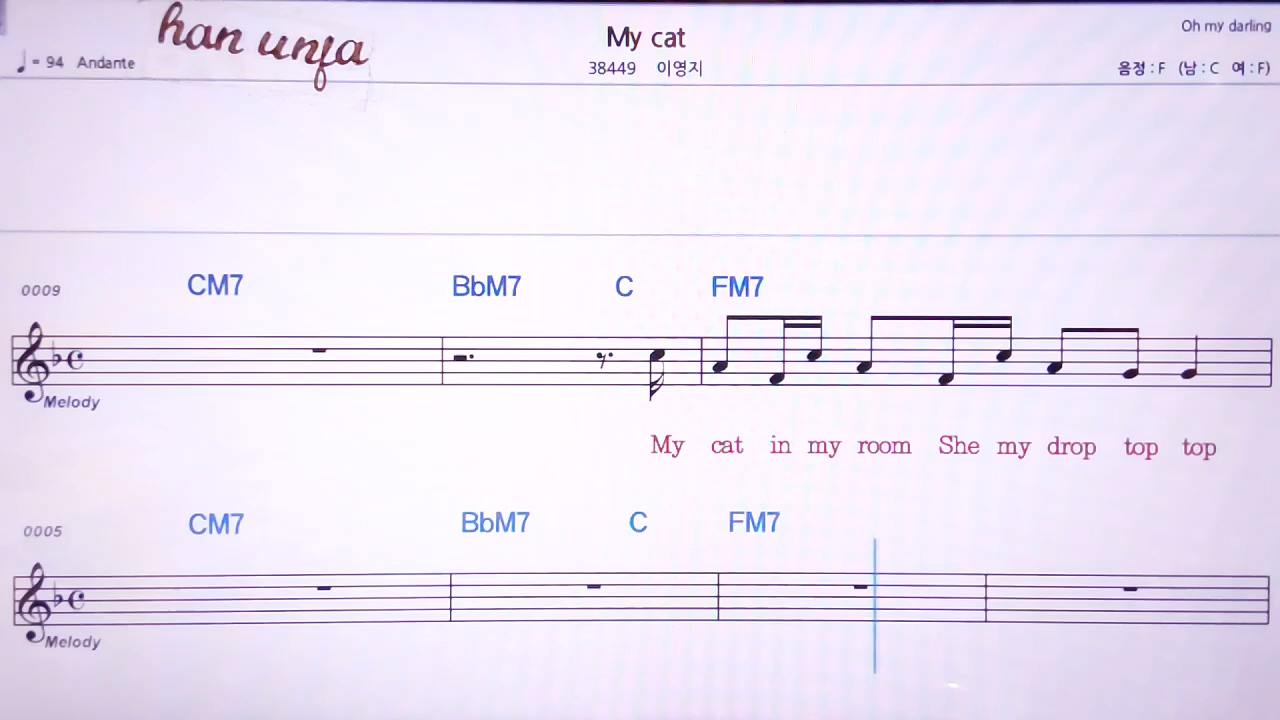 han unja
My cat
Oh my darling
♩= 94 Andante
38449 이영지
음정 : F (남 : C 여 : F)
0009 CM7 BbM7 C FM7
Melody
My cat in my room She my drop top top
0005 CM7 BbM7 C FM7
Melody